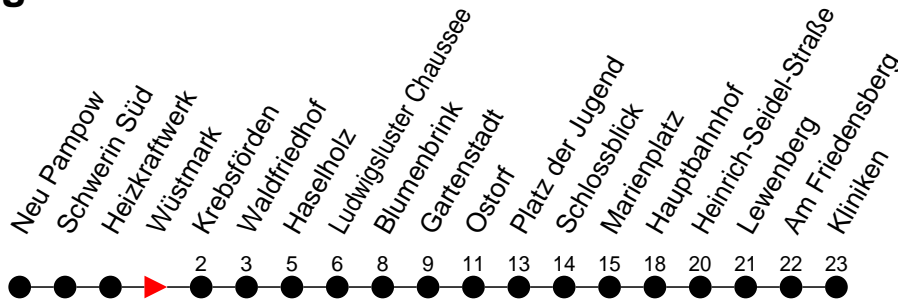 Neu Pampow
Schwerin Süd
Heizkraftwerk
Wüstmark
Krebsförden
Waldfriedhof
Haselholz
Ludwigsluster Chaussee
Blumenbrink
Gartenstadt
Ostorf
Platz der Jugend
Schlossblick
Marienplatz
Hauptbahnhof
Heinrich-Seidel-Straße
Lewenberg
Am Friedensberg
Kliniken
2 3 5 6 8 9 11 13 14 15 18 20 21 22 23